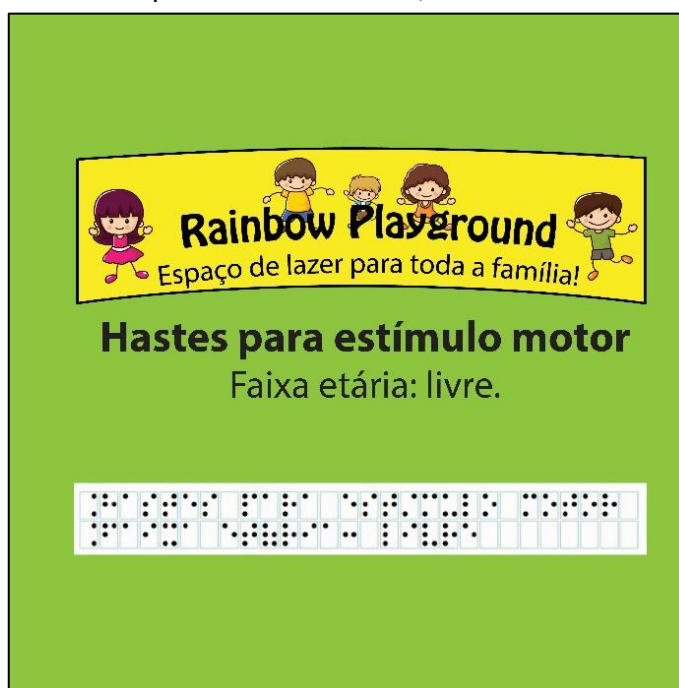 Rainbow Playground
Espaço de lazer para toda a família!
Hastes para estímulo motor
Faixa etária: livre.